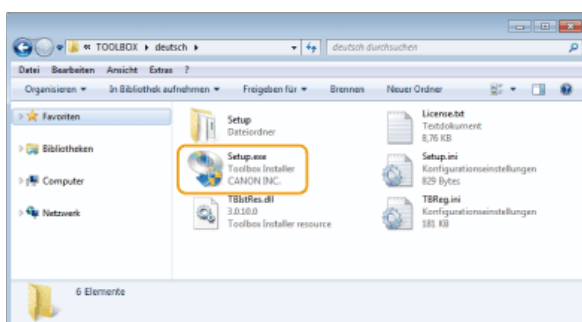 « TOOLBOX ▸ deutsch ▸
deutsch durchsuchen
Datei Bearbeiten Ansicht Extras ?
Organisieren In Bibliothek aufnehmen Freigeben für Brennen Neuer Ordner
Favoriten
Bibliotheken
Computer
Netzwerk
Setup
Dateiordner
License.txt
Textdokument
8,76 KB
Setup.exe
Toolbox Installer
CANON INC.
Setup.ini
Konfigurationseinstellungen
829 Bytes
TBIstRes.dll
3.0.10.0
Toolbox Installer resource
TBReg.ini
Konfigurationseinstellungen
181 KB
6 Elemente